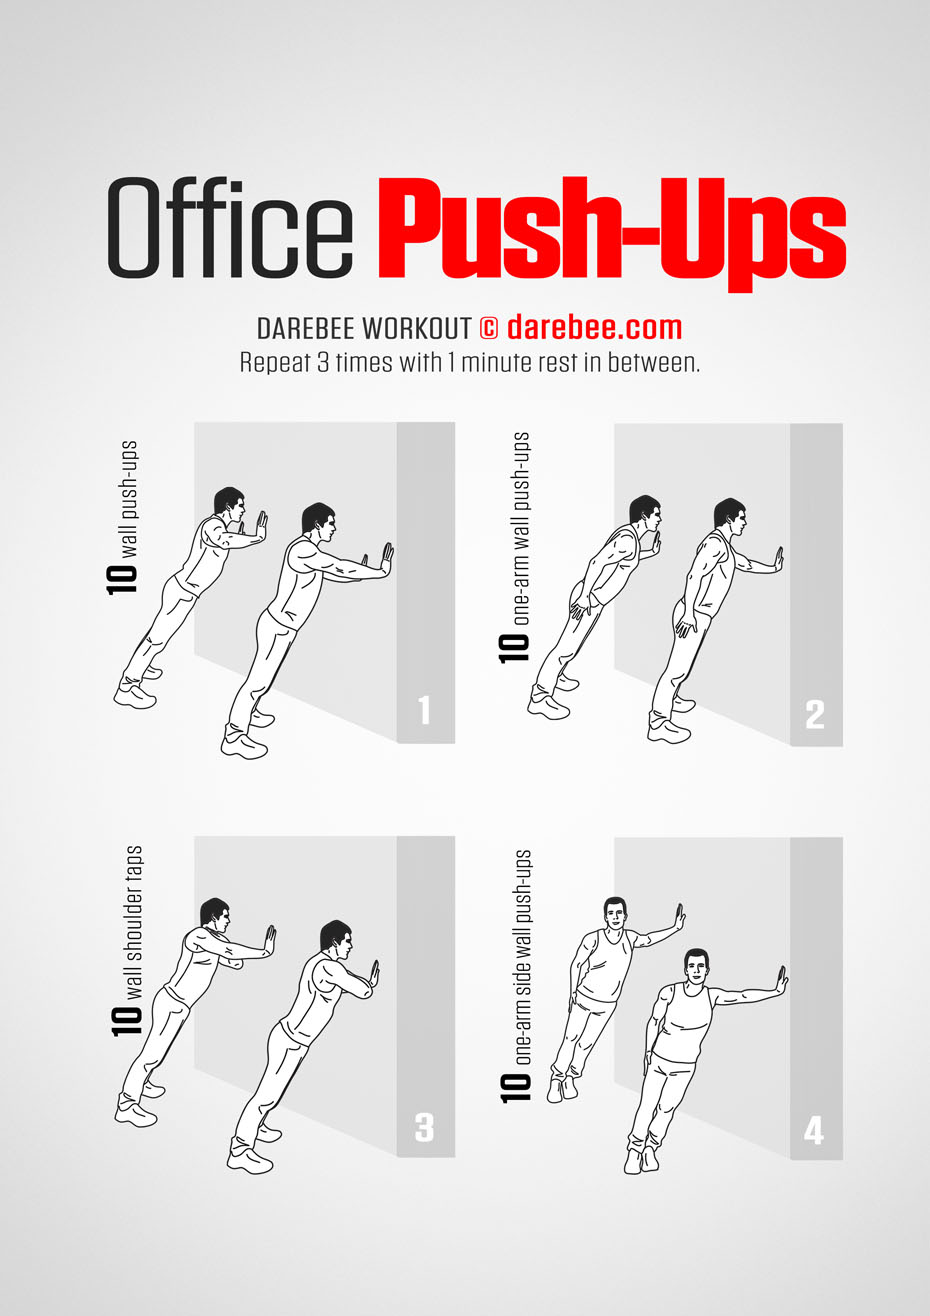 Office Push-Ups
DAREBEE WORKOUT © darebee.com
Repeat 3 times with 1 minute rest in between.
10 wall push-ups
1
10 one-arm wall push-ups
2
10 wall shoulder taps
3
10 one-arm side wall push-ups
4